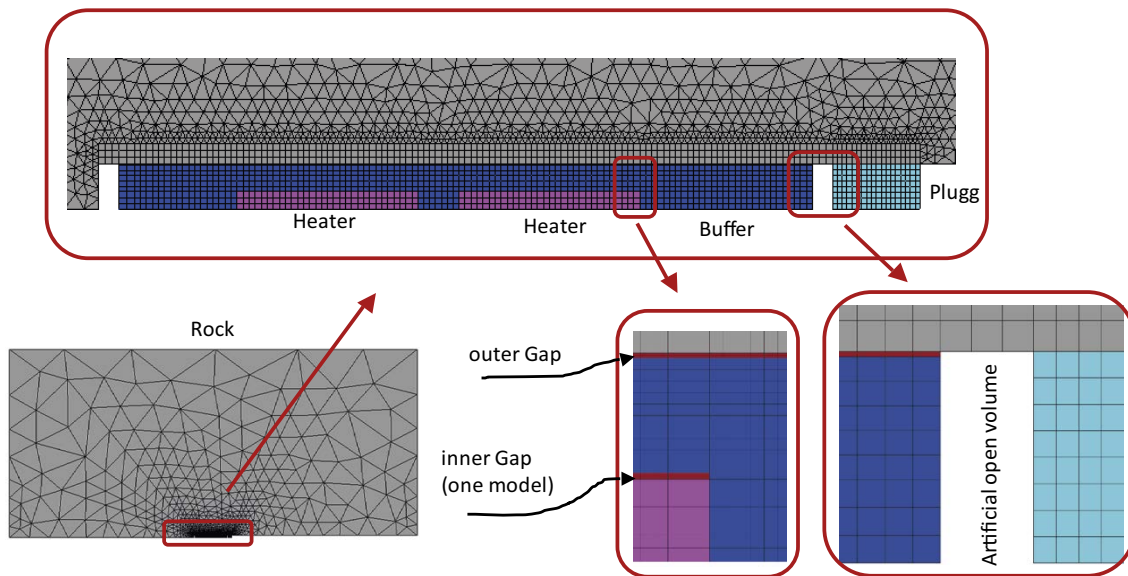 Plugg
Heater
Heater
Buffer
Rock
outer Gap
inner Gap
(one model)
Artificial open volume